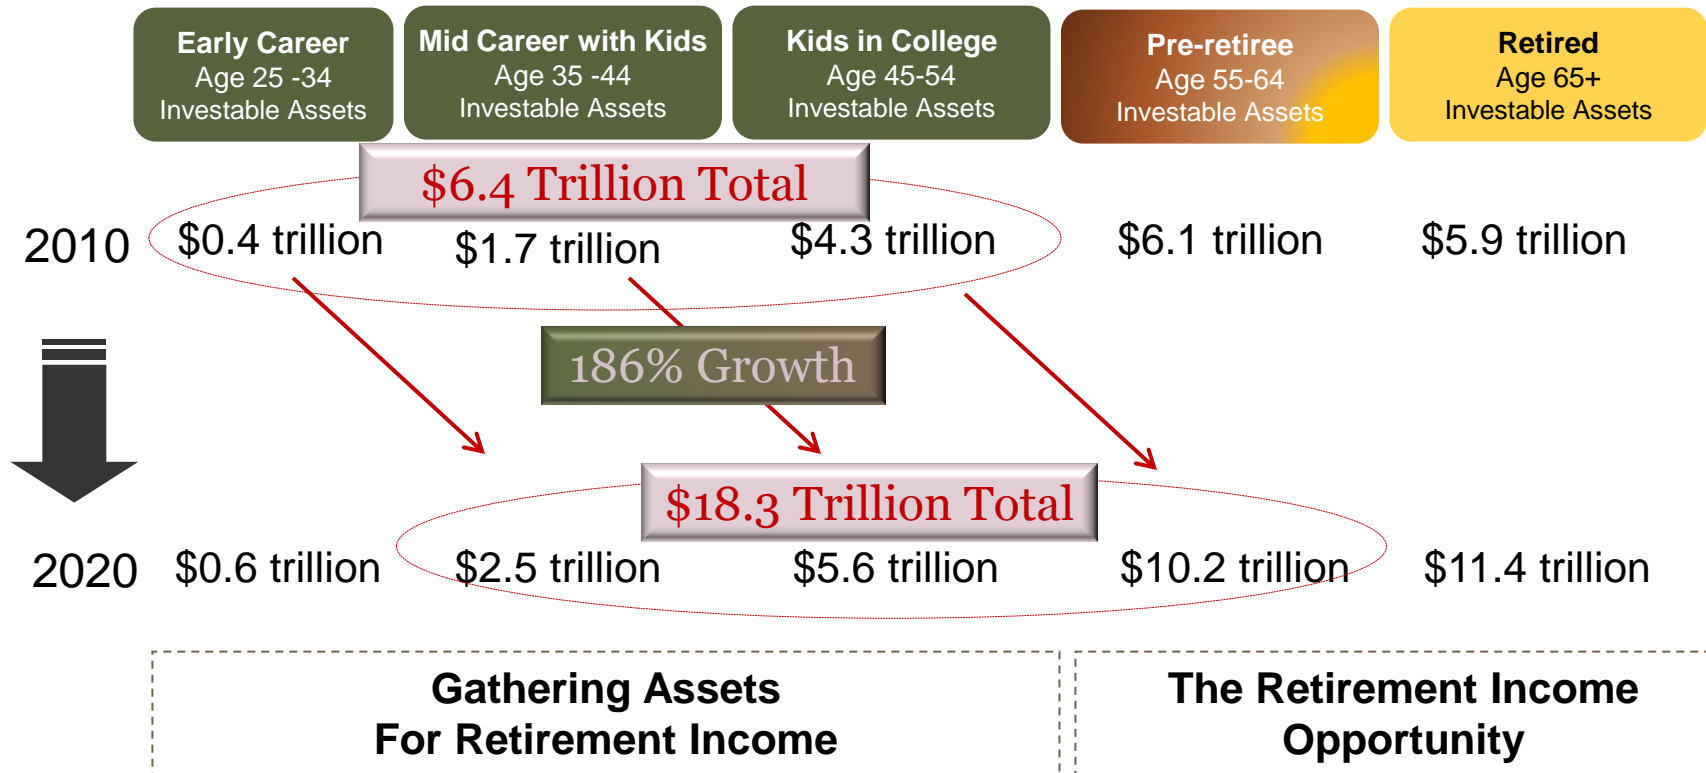 Early Career
Age 25 -34
Investable Assets
Mid Career with Kids
Age 35 -44
Investable Assets
Kids in College
Age 45-54
Investable Assets
Pre-retiree
Age 55-64
Investable Assets
Retired
Age 65+
Investable Assets
$6.4 Trillion Total
2010
$0.4 trillion
$1.7 trillion
$4.3 trillion
$6.1 trillion
$5.9 trillion
186% Growth
$18.3 Trillion Total
2020
$0.6 trillion
$2.5 trillion
$5.6 trillion
$10.2 trillion
$11.4 trillion
Gathering Assets
For Retirement Income
The Retirement Income
Opportunity